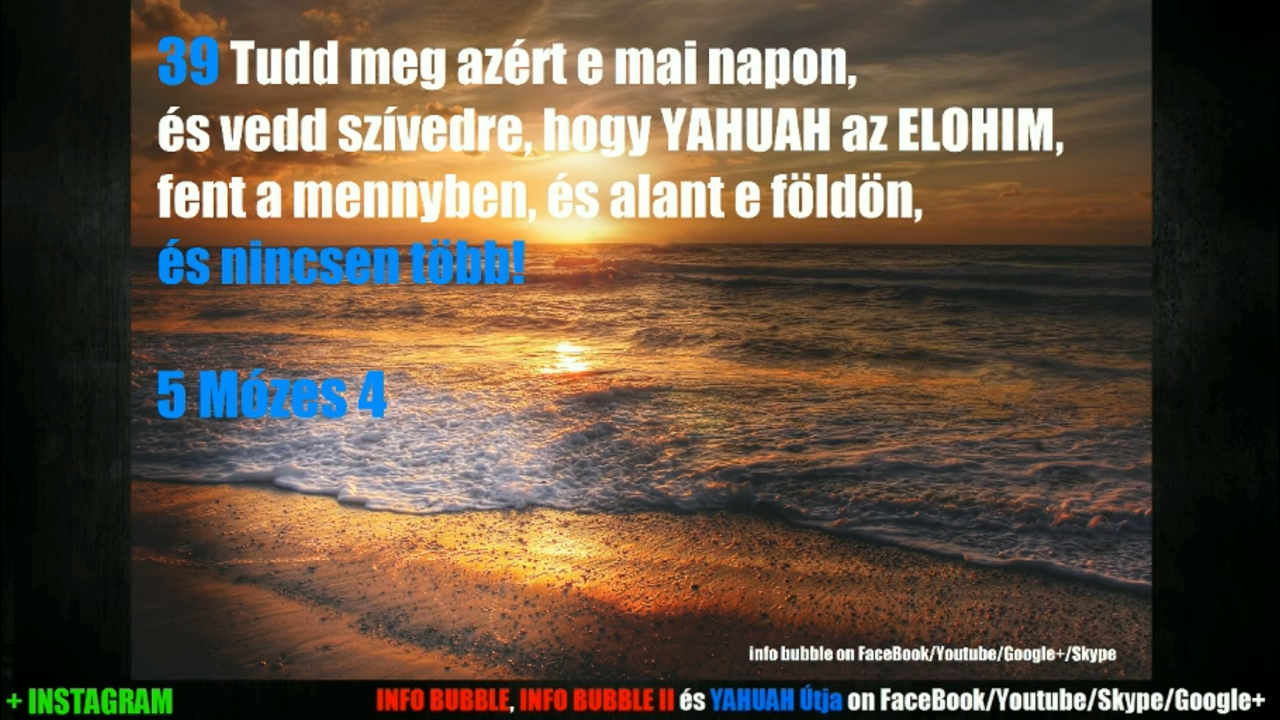 39 Tudd meg azért e mai napon,
és vedd szívedre, hogy YAHUAH az ELOHIM,
fent a mennyben, és alant e földön,
és nincsen több!
5 Mózes 4
info bubble on FaceBook/Youtube/Google+/Skype
+ INSTAGRAM
INFO BUBBLE, INFO BUBBLE II és YAHUAH Útja on FaceBook/Youtube/Skype/Google+